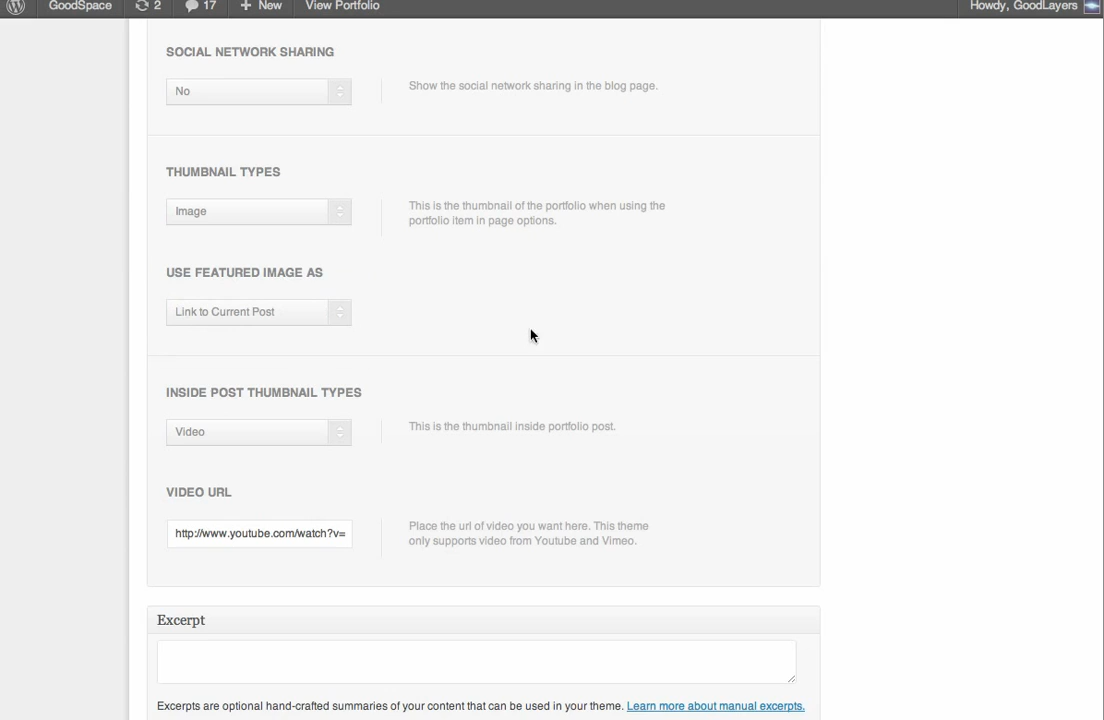 GoodSpace 2 17 New View Portfolio Howdy, GoodLayers
SOCIAL NETWORK SHARING
No
Show the social network sharing in the blog page.
THUMBNAIL TYPES
Image
This is the thumbnail of the portfolio when using the
portfolio item in page options.
USE FEATURED IMAGE AS
Link to Current Post
INSIDE POST THUMBNAIL TYPES
Video
This is the thumbnail inside portfolio post.
VIDEO URL
http://www.youtube.com/watch?v=
Place the url of video you want here. This theme
only supports video from Youtube and Vimeo.
Excerpt
Excerpts are optional hand-crafted summaries of your content that can be used in your theme. Learn more about manual excerpts.